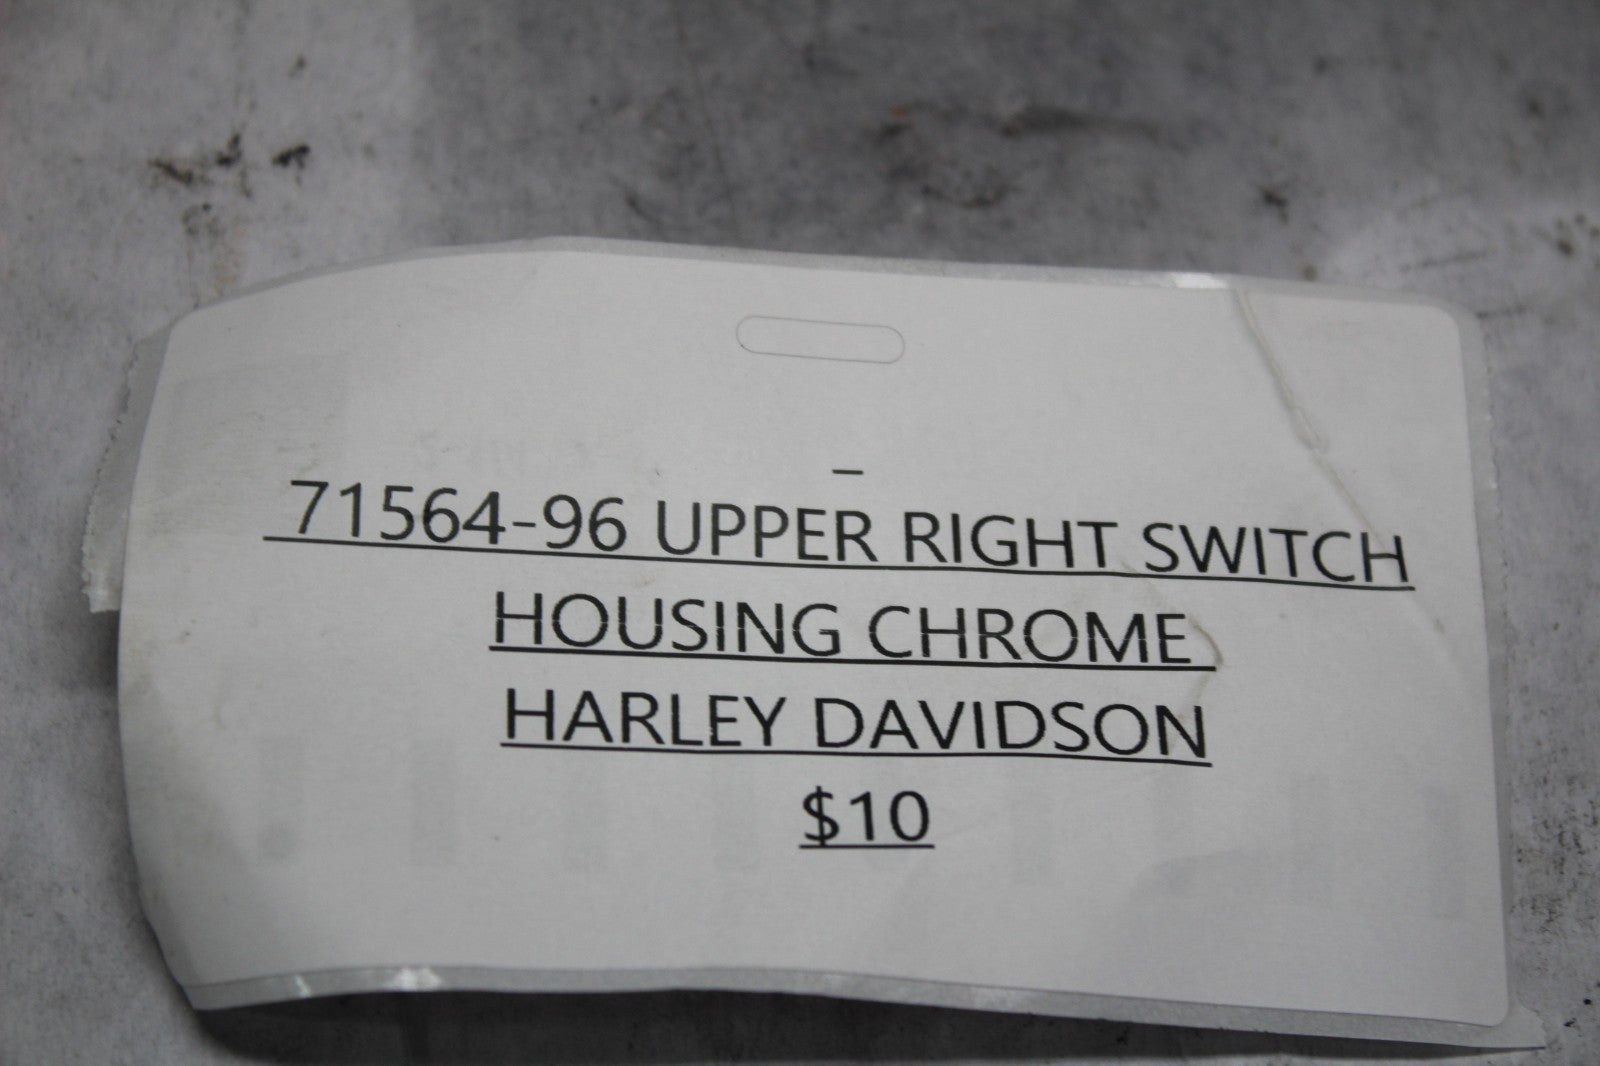 71564-96 UPPER RIGHT SWITCH
HOUSING CHROME
HARLEY DAVIDSON
$10